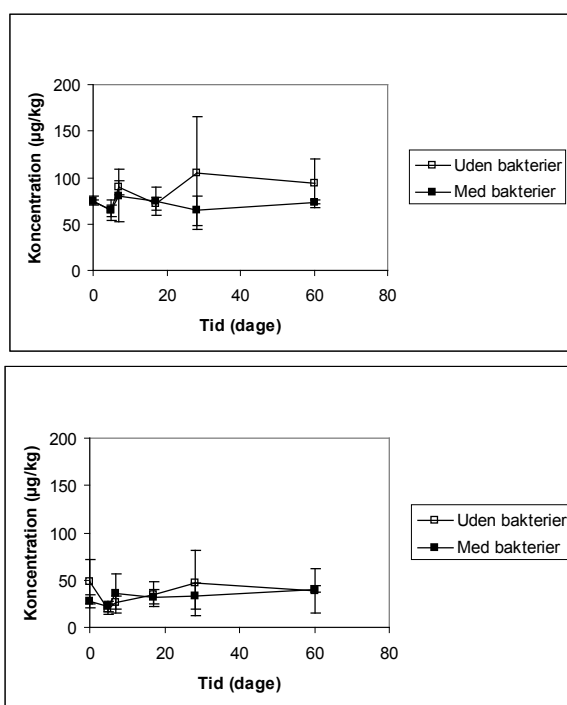 Koncentration (µg/kg)
200
150
100
50
0
0 20 40 60 80
Tid (dage)
Uden bakterier
Med bakterier
Koncentration (µg/kg)
200
150
100
50
0
0 20 40 60 80
Tid (dage)
Uden bakterier
Med bakterier